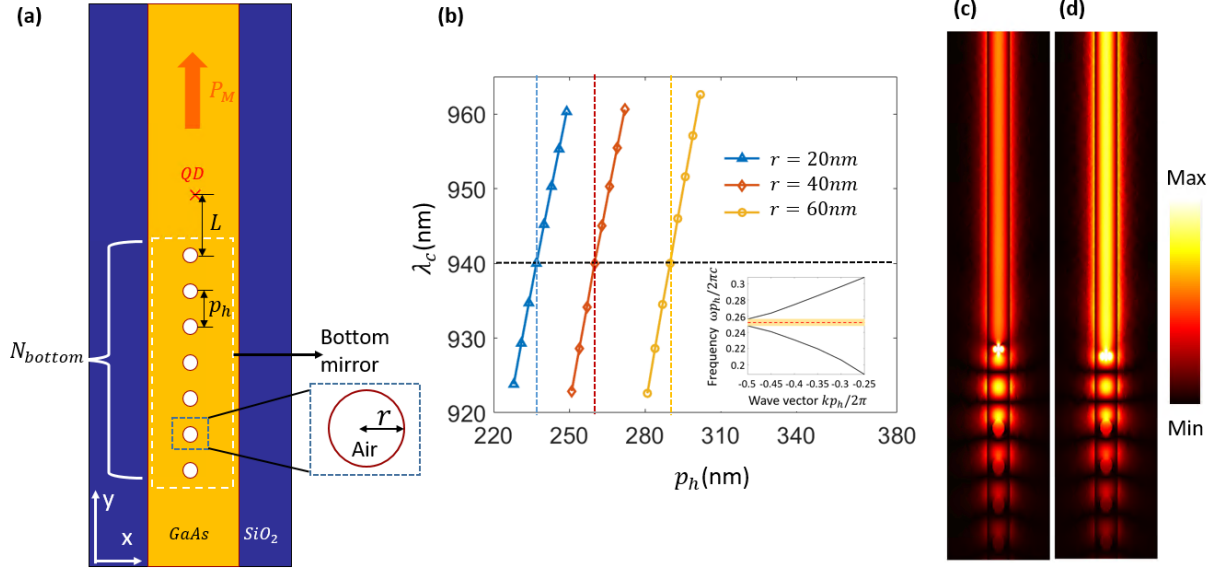 (a)
P_M
QD
L
p_h
N_bottom
Bottom
mirror
r
Air
y
x
GaAs
SiO_2
(b)
λ_c(nm)
960
950
940
930
920
220
250
280
310
340
380
p_h(nm)
r = 20nm
r = 40nm
r = 60nm
Frequency ωp_h/2πc
0.3
0.28
0.26
0.24
0.22
0.2
-0.5
-0.45
-0.4
-0.35
-0.3
-0.25
Wave vector kp_h/2π
(c)
(d)
Max
Min